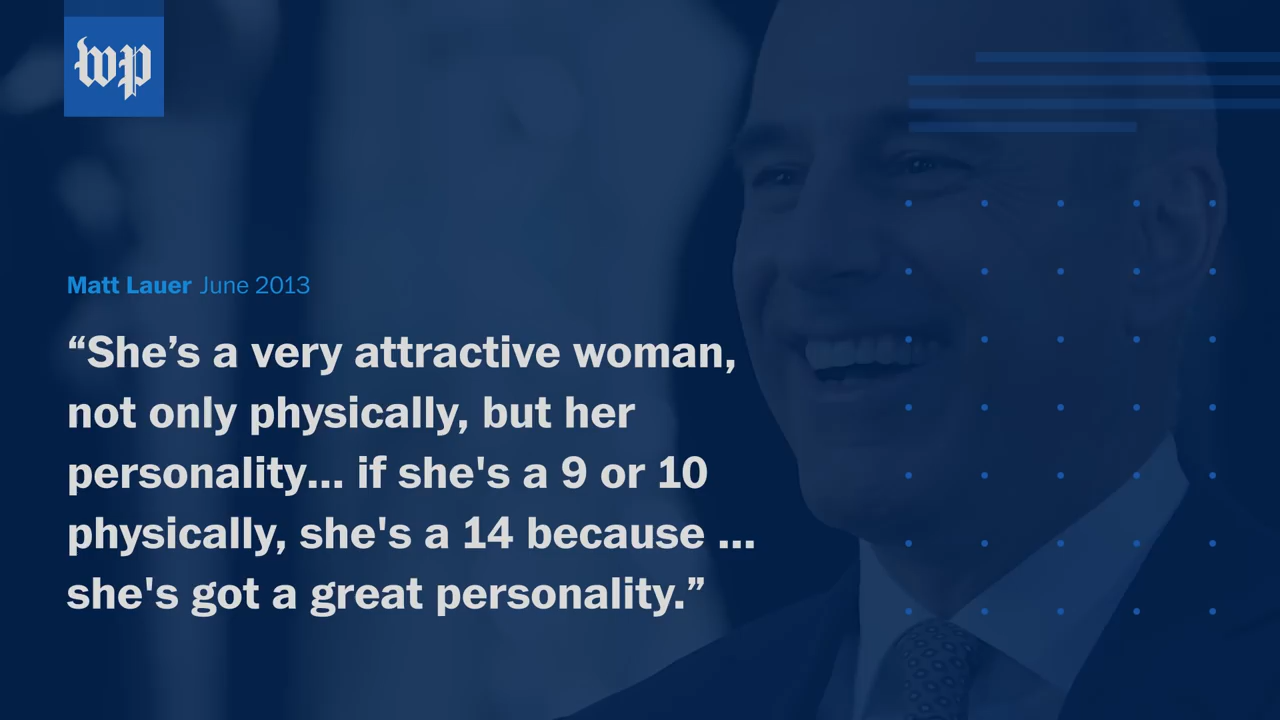 wp
Matt Lauer June 2013
“She’s a very attractive woman,
not only physically, but her
personality... if she's a 9 or 10
physically, she's a 14 because ...
she's got a great personality.”